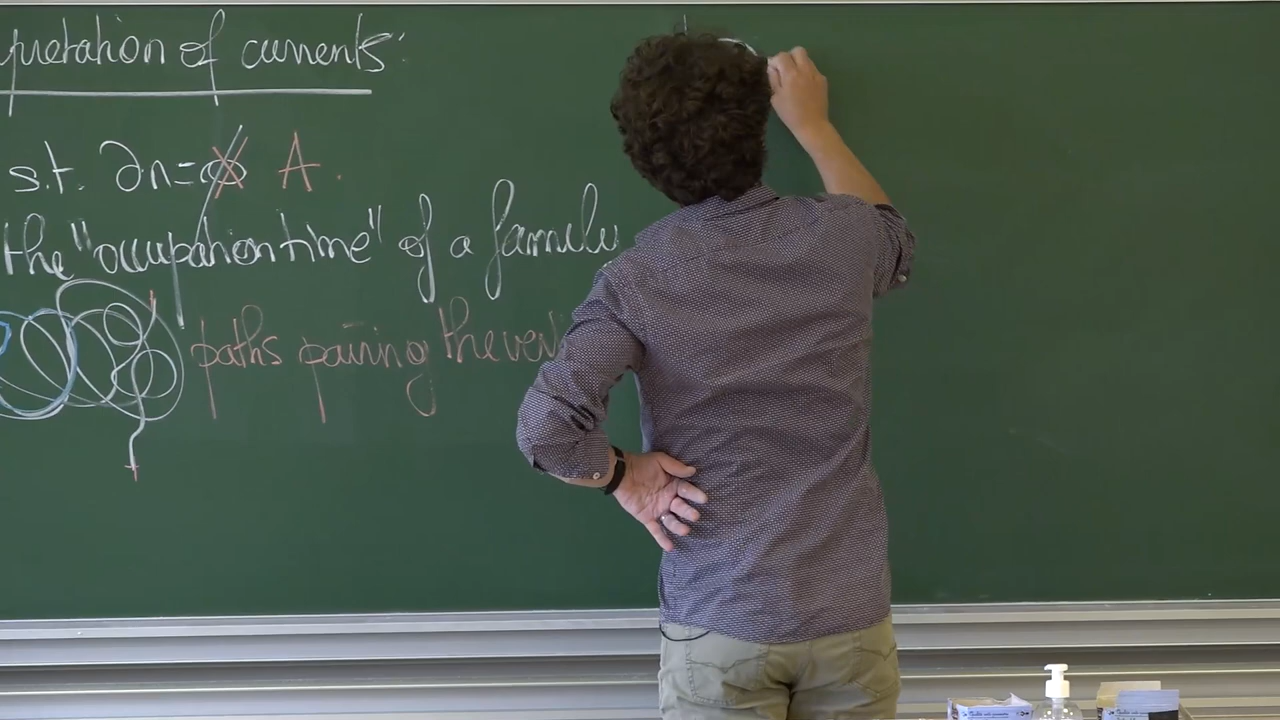 pretation of currents:
s.t. ∂n=∅ A.
the "occupation time" of a family
paths pairing the ver